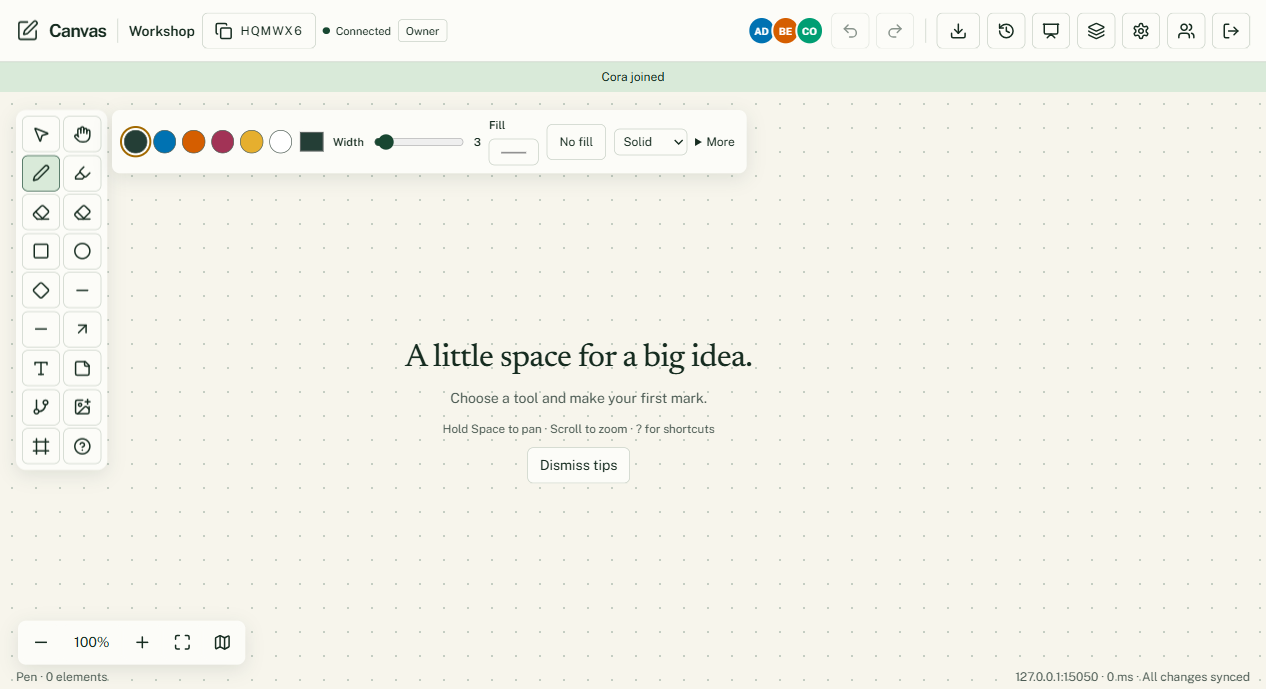 Canvas
Workshop
HQMWX6
Connected
Owner
AD
BE
CO
Cora joined
Width
3
Fill
No fill
Solid
More
A little space for a big idea.
Choose a tool and make your first mark.
Hold Space to pan · Scroll to zoom · ? for shortcuts
Dismiss tips
100%
Pen · 0 elements
127.0.0.1:15050 · 0 ms · All changes synced